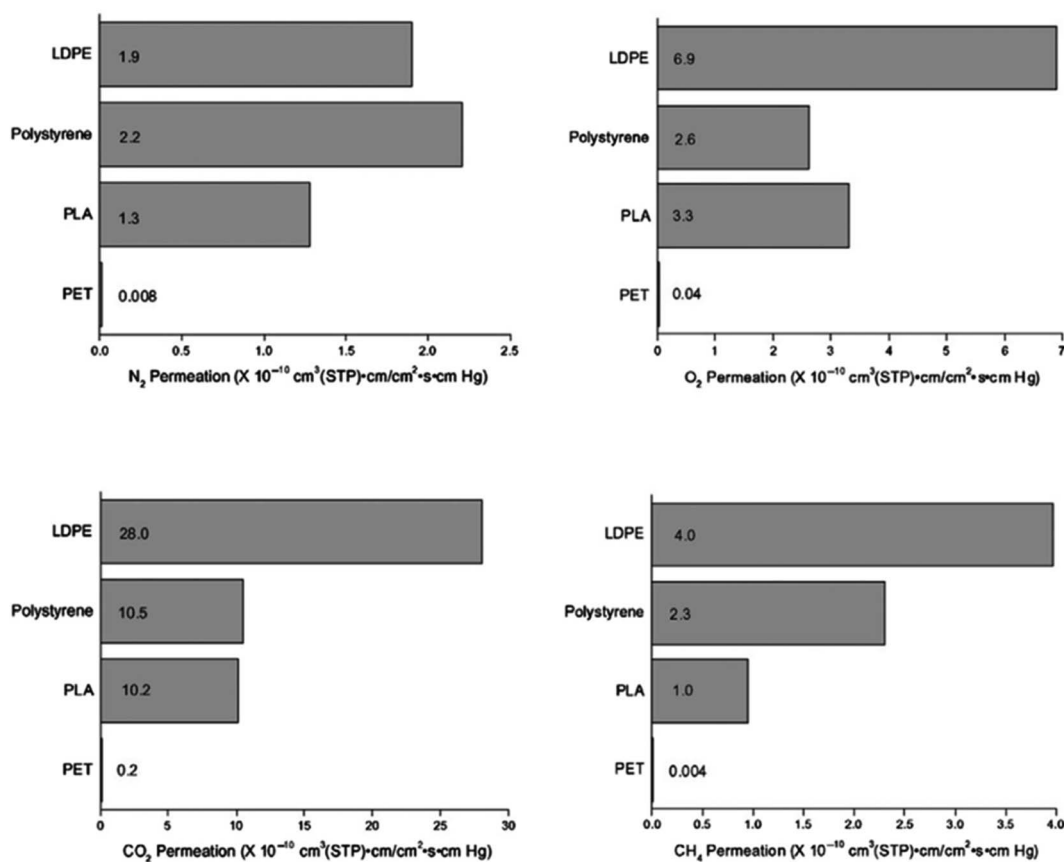 LDPE
1.9
Polystyrene
2.2
PLA
1.3
PET
0.008
0.0 0.5 1.0 1.5 2.0 2.5
N₂ Permeation (X 10⁻¹⁰ cm³(STP)•cm/cm²•s•cm Hg)
LDPE
6.9
Polystyrene
2.6
PLA
3.3
PET
0.04
0 1 2 3 4 5 6 7
O₂ Permeation (X 10⁻¹⁰ cm³(STP)•cm/cm²•s•cm Hg)
LDPE
28.0
Polystyrene
10.5
PLA
10.2
PET
0.2
0 5 10 15 20 25 30
CO₂ Permeation (X 10⁻¹⁰ cm³(STP)•cm/cm²•s•cm Hg)
LDPE
4.0
Polystyrene
2.3
PLA
1.0
PET
0.004
0.0 0.5 1.0 1.5 2.0 2.5 3.0 3.5 4.0
CH₄ Permeation (X 10⁻¹⁰ cm³(STP)•cm/cm²•s•cm Hg)